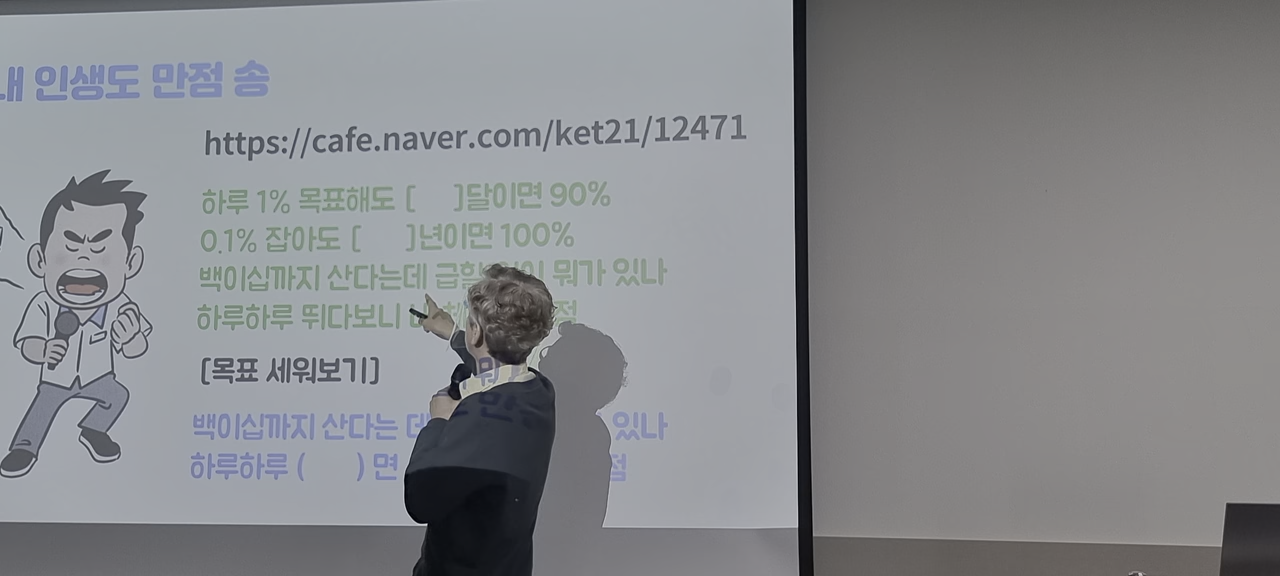 내 인생도 만점 송
https://cafe.naver.com/ket21/12471
하루 1% 목표해도 [ ]달이면 90%
0.1% 잡아도 [ ]년이면 100%
백이십까지 산다는데 뭐가 있나
하루하루 뛰다보니 점
[목표 세워보기]
백이십까지 산다는 데 있나
하루하루 ( ) 면 점